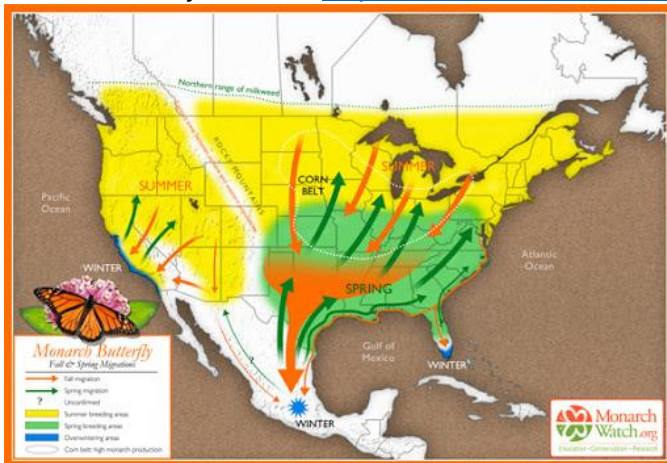 Northern range of milkweed
ROCKY MOUNTAINS
SUMMER
CORN
BELT
SUMMER
Pacific
Ocean
WINTER
Atlantic
Ocean
SPRING
Gulf of
Mexico
WINTER
?
WINTER
Monarch Butterfly
Fall & Spring Migrations
Fall migration
Spring migration
? Unconfirmed
Summer breeding areas
Spring breeding areas
Overwintering areas
Corn belt: high monarch production
Monarch
Watch.org
Education • Conservation • Research